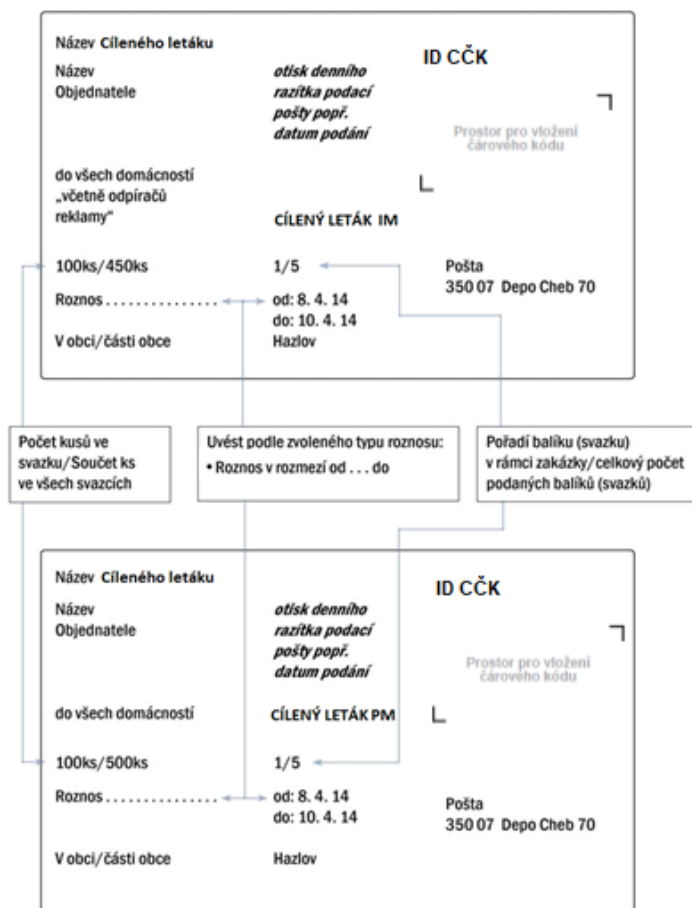 Název Cíleného letáku
ID CČK
Název
Objednatele
otisk denního
razítka podací
pošty popř.
datum podání
Prostor pro vložení
čárového kódu
do všech domácností
„včetně odpíračů
reklamy“
CÍLENÝ LETÁK IM
100ks/450ks
1/5
Pošta
350 07 Depo Cheb 70
Roznos . . . . . . . . . . . . . . .
od: 8. 4. 14
do: 10. 4. 14
V obci/části obce
Hazlov
Počet kusů ve
svazku/Součet ks
ve všech svazcích
Uvést podle zvoleného typu roznosu:
• Roznos v rozmezí od . . . do
Pořadí balíku (svazku)
v rámci zakázky/celkový počet
podaných balíků (svazků)
Název Cíleného letáku
ID CČK
Název
Objednatele
otisk denního
razítka podací
pošty popř.
datum podání
Prostor pro vložení
čárového kódu
do všech domácností
CÍLENÝ LETÁK PM
100ks/500ks
1/5
Roznos . . . . . . . . . . . . . . .
od: 8. 4. 14
do: 10. 4. 14
Pošta
350 07 Depo Cheb 70
V obci/části obce
Hazlov